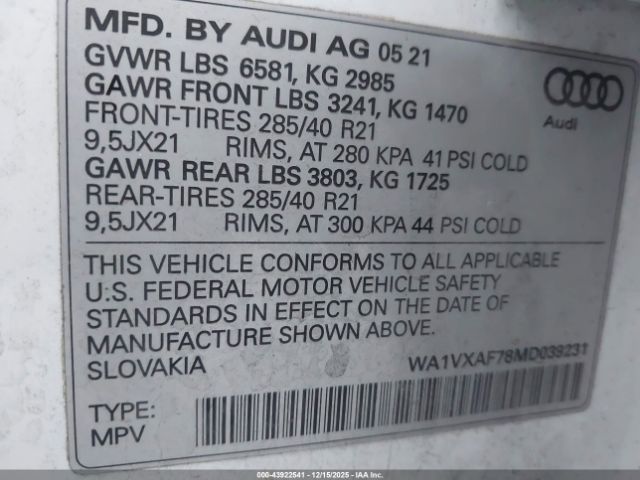 MFD. BY AUDI AG 05 21
GVWR LBS 6581, KG 2985
GAWR FRONT LBS 3241, KG 1470
FRONT-TIRES 285/40 R21
9,5JX21 RIMS, AT 280 KPA 41 PSI COLD
GAWR REAR LBS 3803, KG 1725
REAR-TIRES 285/40 R21
9,5JX21 RIMS, AT 300 KPA 44 PSI COLD
Audi
THIS VEHICLE CONFORMS TO ALL APPLICABLE
U.S. FEDERAL MOTOR VEHICLE SAFETY
STANDARDS IN EFFECT ON THE DATE OF
MANUFACTURE SHOWN ABOVE.
SLOVAKIA
WA1VXAF78MD039231
TYPE:
MPV
000-43922541 - 12/15/2025 - IAAI.COM